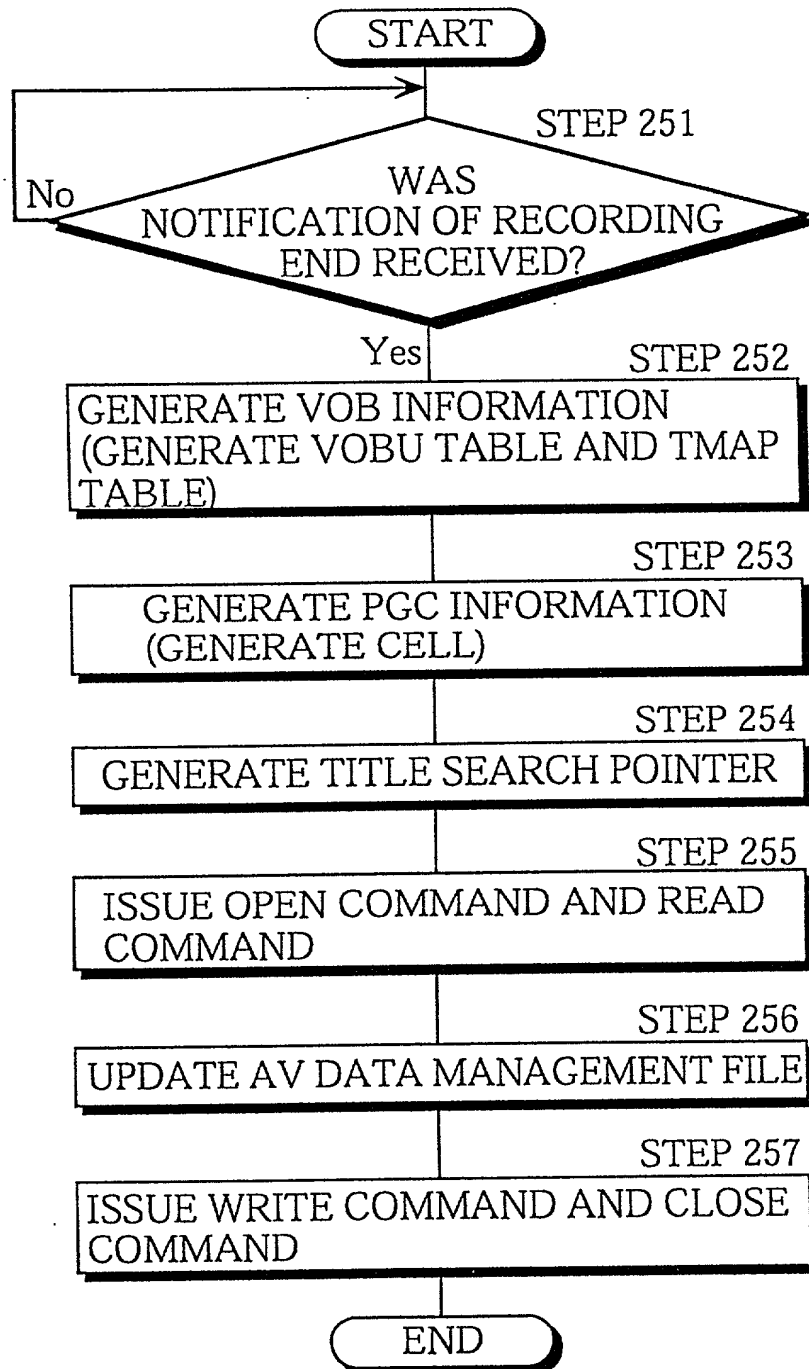 START
STEP 251
No
WAS
NOTIFICATION OF RECORDING
END RECEIVED?
Yes
STEP 252
GENERATE VOB INFORMATION
(GENERATE VOBU TABLE AND TMAP
TABLE)
STEP 253
GENERATE PGC INFORMATION
(GENERATE CELL)
STEP 254
GENERATE TITLE SEARCH POINTER
STEP 255
ISSUE OPEN COMMAND AND READ
COMMAND
STEP 256
UPDATE AV DATA MANAGEMENT FILE
STEP 257
ISSUE WRITE COMMAND AND CLOSE
COMMAND
END